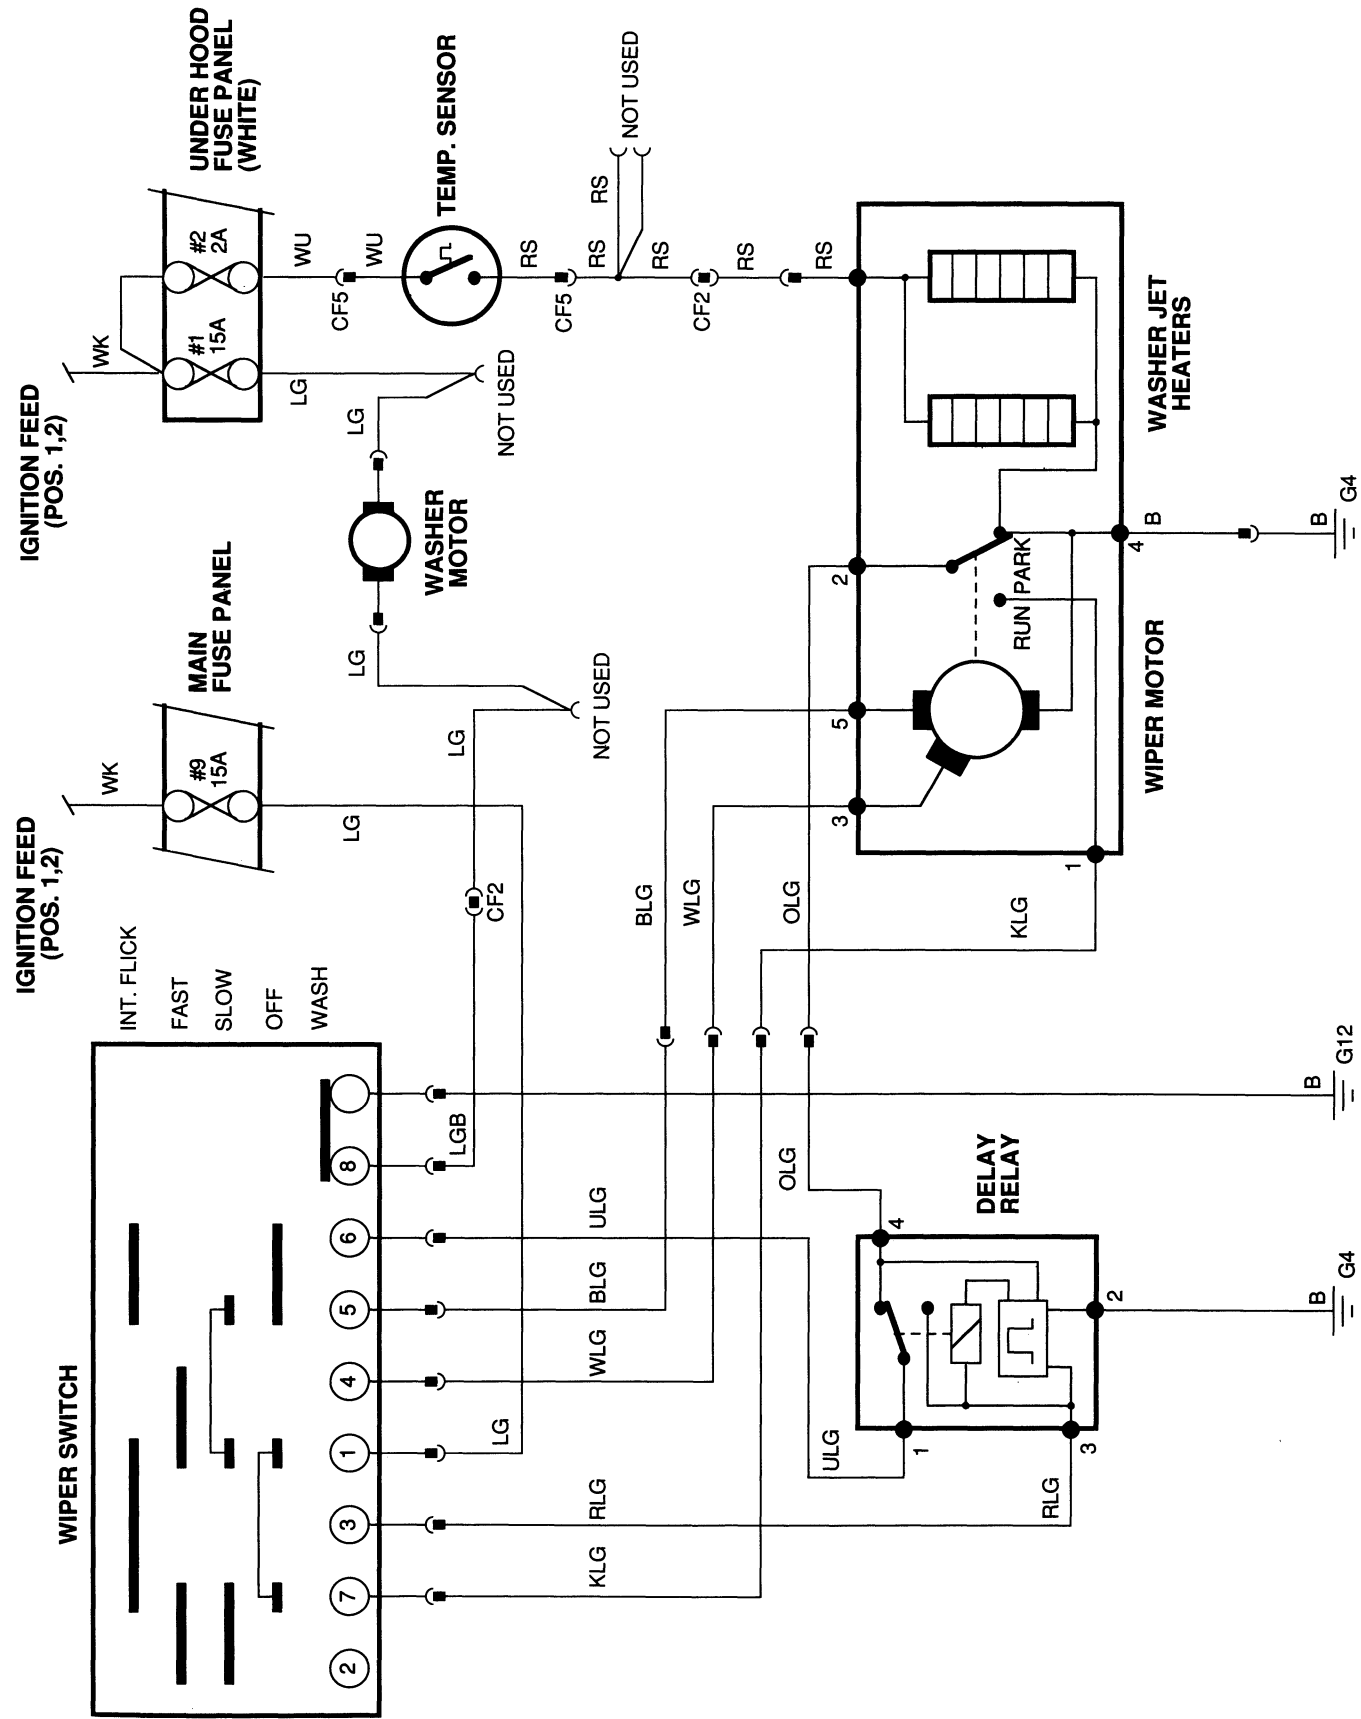 IGNITION FEED
(POS. 1,2)
WK
UNDER HOOD
FUSE PANEL
(WHITE)
#1
15A
#2
2A
WU
CF5
WU
TEMP. SENSOR
RS
CF5
RS
RS
NOT USED
RS
CF2
RS
RS
WASHER JET
HEATERS
LG
LG
NOT USED
WASHER
MOTOR
LG
LG
NOT USED
IGNITION FEED
(POS. 1,2)
WK
MAIN
FUSE PANEL
#9
15A
LG
CF2
WIPER MOTOR
RUN
PARK
2
5
3
1
4
B
B
G4
BLG
WLG
OLG
KLG
WIPER SWITCH
INT. FLICK
FAST
SLOW
OFF
WASH
8
6
5
4
1
3
7
2
LGB
ULG
BLG
WLG
LG
RLG
KLG
B
G12
OLG
DELAY
RELAY
4
2
1
3
ULG
RLG
B
G4